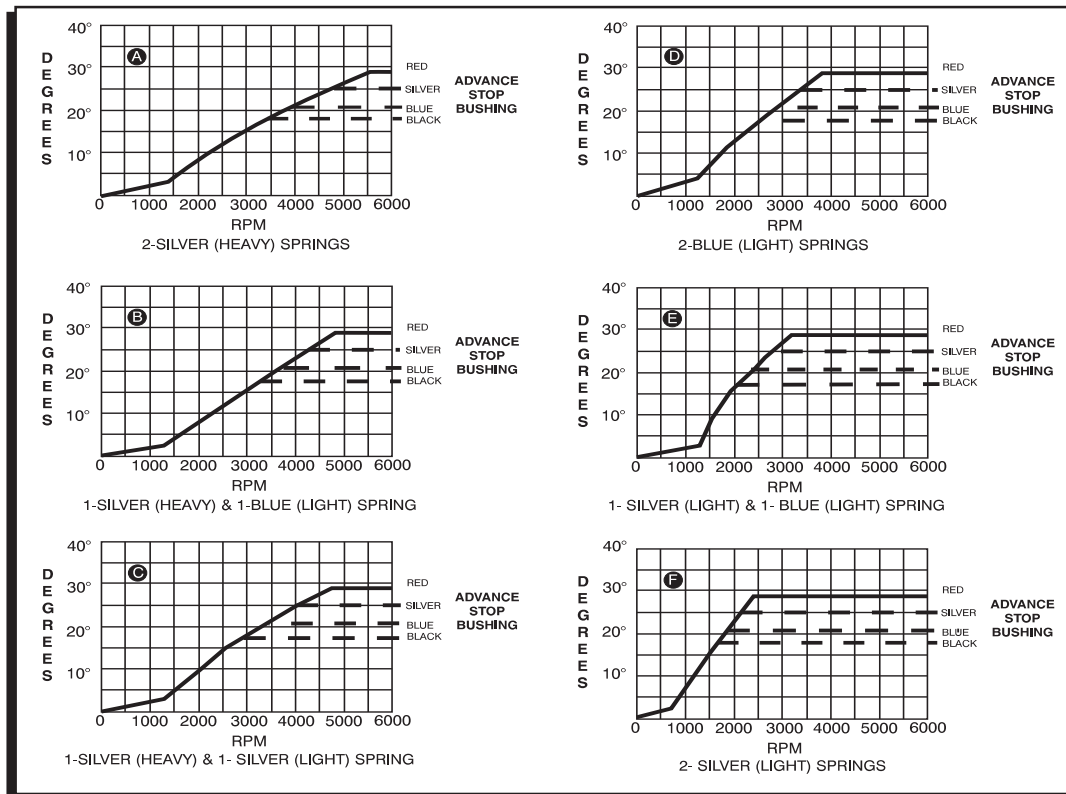 A
DEGREES
40°
30°
20°
10°
0 1000 2000 3000 4000 5000 6000
RPM
2-SILVER (HEAVY) SPRINGS
RED
SILVER
BLUE
BLACK
ADVANCE
STOP
BUSHING
D
DEGREES
40°
30°
20°
10°
0 1000 2000 3000 4000 5000 6000
RPM
2-BLUE (LIGHT) SPRINGS
RED
SILVER
BLUE
BLACK
ADVANCE
STOP
BUSHING
B
DEGREES
40°
30°
20°
10°
0 1000 2000 3000 4000 5000 6000
RPM
1-SILVER (HEAVY) & 1-BLUE (LIGHT) SPRING
RED
SILVER
BLUE
BLACK
ADVANCE
STOP
BUSHING
E
DEGREES
40°
30°
20°
10°
0 1000 2000 3000 4000 5000 6000
RPM
1- SILVER (LIGHT) & 1- BLUE (LIGHT) SPRING
RED
SILVER
BLUE
BLACK
ADVANCE
STOP
BUSHING
C
DEGREES
40°
30°
20°
10°
0 1000 2000 3000 4000 5000 6000
RPM
1-SILVER (HEAVY) & 1- SILVER (LIGHT) SPRING
RED
SILVER
BLUE
BLACK
ADVANCE
STOP
BUSHING
F
DEGREES
40°
30°
20°
10°
0 1000 2000 3000 4000 5000 6000
RPM
2- SILVER (LIGHT) SPRINGS
RED
SILVER
BLUE
BLACK
ADVANCE
STOP
BUSHING